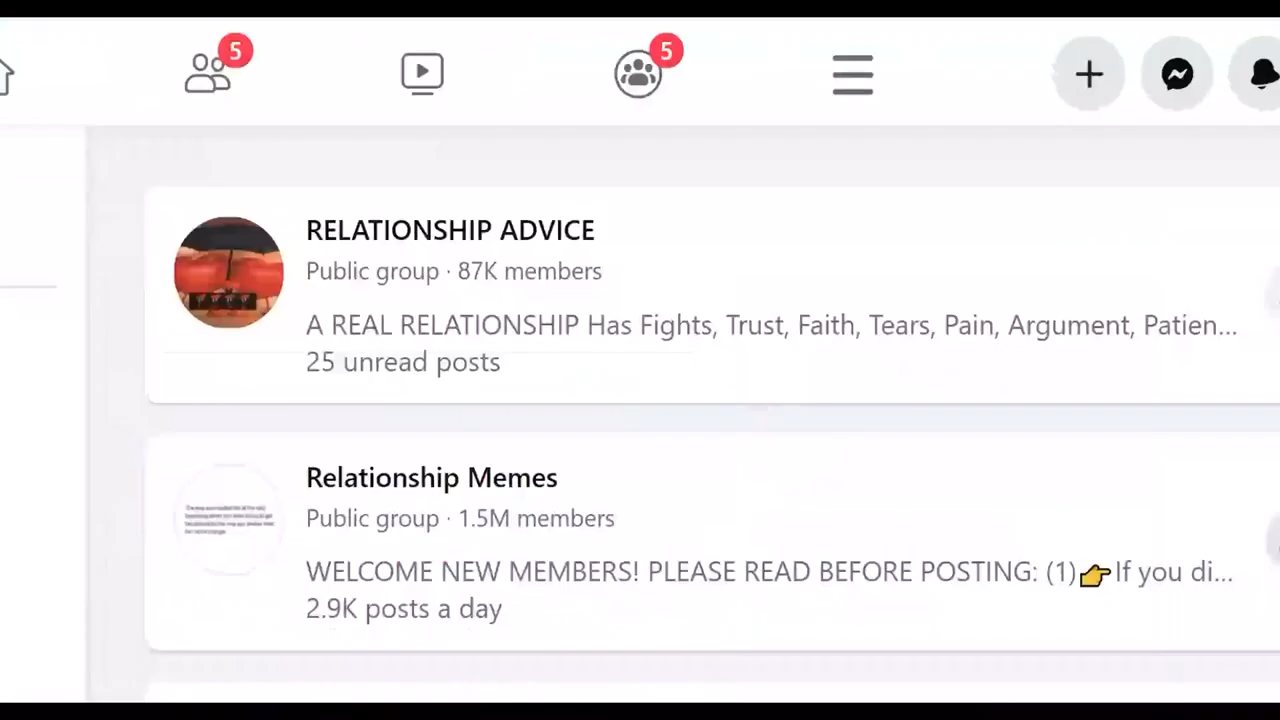 5
5
RELATIONSHIP ADVICE
Public group · 87K members
A REAL RELATIONSHIP Has Fights, Trust, Faith, Tears, Pain, Argument, Patien...
25 unread posts
Relationship Memes
Public group · 1.5M members
WELCOME NEW MEMBERS! PLEASE READ BEFORE POSTING: (1)👉If you di...
2.9K posts a day